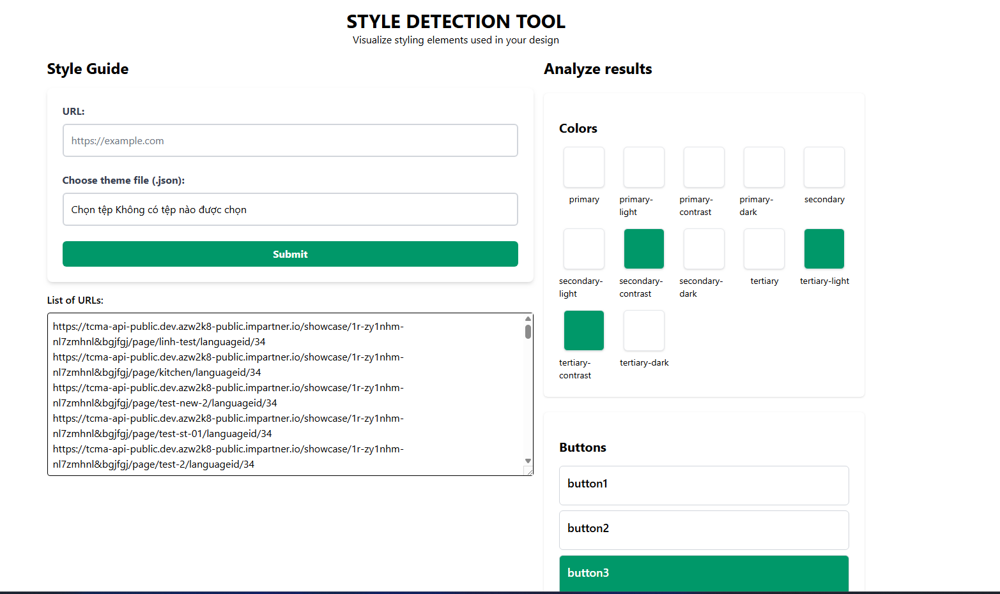 STYLE DETECTION TOOL
Visualize styling elements used in your design
Style Guide
URL:
https://example.com
Choose theme file (.json):
Chọn tệp Không có tệp nào được chọn
Submit
List of URLs:
https://tcma-api-public.dev.azw2k8-public.impartner.io/showcase/1r-zy1nhm-
nl7zmhnl&bgjfgj/page/linh-test/languageid/34
https://tcma-api-public.dev.azw2k8-public.impartner.io/showcase/1r-zy1nhm-
nl7zmhnl&bgjfgj/page/kitchen/languageid/34
https://tcma-api-public.dev.azw2k8-public.impartner.io/showcase/1r-zy1nhm-
nl7zmhnl&bgjfgj/page/test-new-2/languageid/34
https://tcma-api-public.dev.azw2k8-public.impartner.io/showcase/1r-zy1nhm-
nl7zmhnl&bgjfgj/page/test-st-01/languageid/34
https://tcma-api-public.dev.azw2k8-public.impartner.io/showcase/1r-zy1nhm-
nl7zmhnl&bgjfgj/page/test-2/languageid/34
Analyze results
Colors
primary
primary-
light
primary-
contrast
primary-
dark
secondary
secondary-
light
secondary-
contrast
secondary-
dark
tertiary
tertiary-light
tertiary-
contrast
tertiary-dark
Buttons
button1
button2
button3